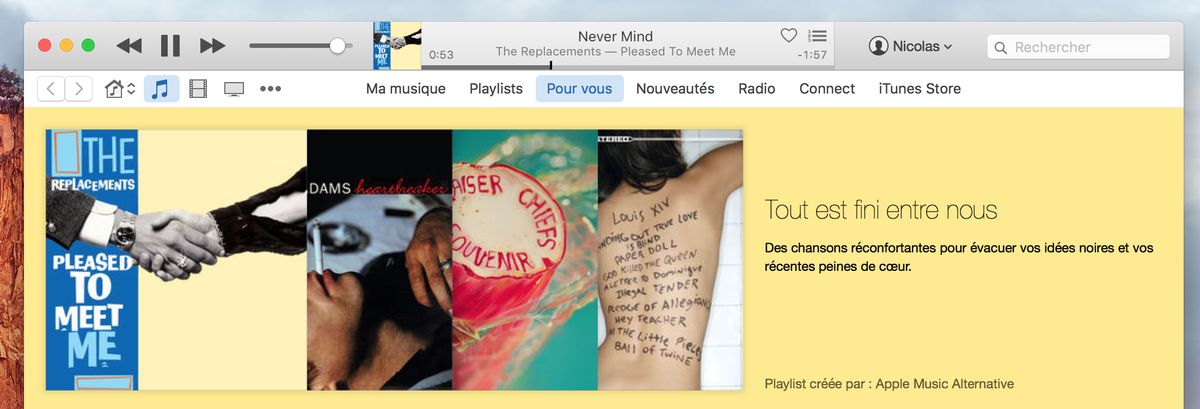 Never Mind
0:53
The Replacements — Pleased To Meet Me
-1:57
Nicolas
Rechercher
Ma musique
Playlists
Pour vous
Nouveautés
Radio
Connect
iTunes Store
THE
REPLACEMENTS
PLEASED
TO
MEET
ME
DAMS heartbreaker
AISER
CHIEFS
SOUVENIR
STEREO
LOUIS XIV
NDING OUT TRUE LOVE
IS BLIND
PAPER DOLL
GOD KILLED THE QUEEN
A LETTER TO Dominique
Illegal TENDER
PLEDGE OF Allegianc
HEY TEACHER
IN THE Little Piece
BALL of TWINE
Tout est fini entre nous
Des chansons réconfortantes pour évacuer vos idées noires et vos
récentes peines de cœur.
Playlist créée par : Apple Music Alternative